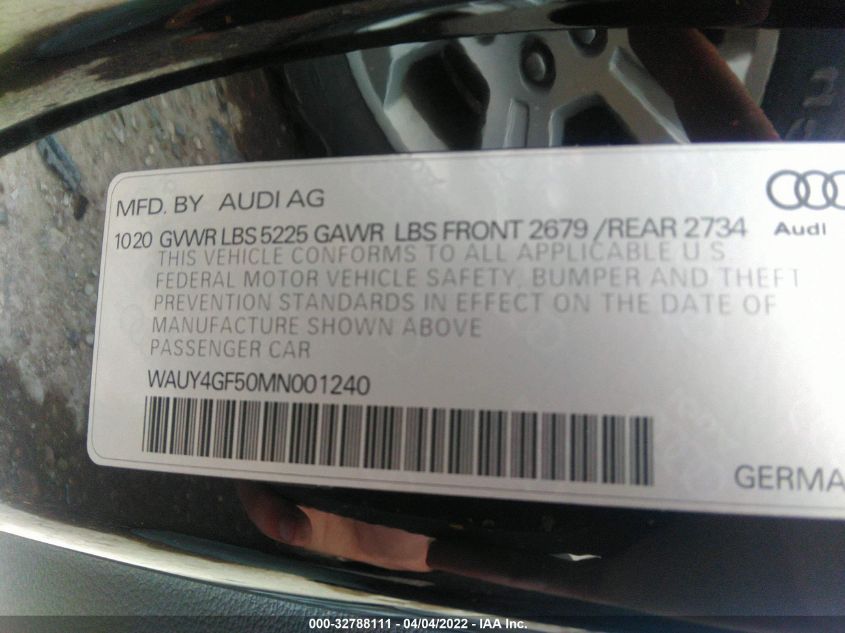 MFD. BY AUDI AG
1020 GVWR LBS 5225 GAWR LBS FRONT 2679 /REAR 2734
Audi
THIS VEHICLE CONFORMS TO ALL APPLICABLE U S
FEDERAL MOTOR VEHICLE SAFETY, BUMPER AND THEFT
PREVENTION STANDARDS IN EFFECT ON THE DATE OF
MANUFACTURE SHOWN ABOVE
PASSENGER CAR
WAUY4GF50MN001240
GERMA
000-32788111 - 04/04/2022 - IAA Inc.